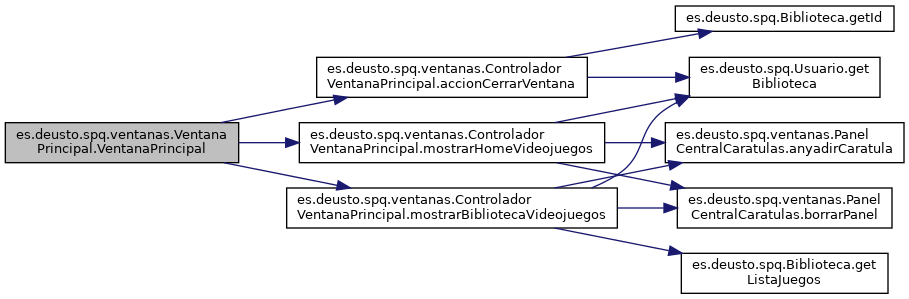 es.deusto.spq.ventanas.Ventana
Principal.VentanaPrincipal
es.deusto.spq.ventanas.Controlador
VentanaPrincipal.accionCerrarVentana
es.deusto.spq.ventanas.Controlador
VentanaPrincipal.mostrarHomeVideojuegos
es.deusto.spq.ventanas.Controlador
VentanaPrincipal.mostrarBibliotecaVideojuegos
es.deusto.spq.Biblioteca.getId
es.deusto.spq.Usuario.get
Biblioteca
es.deusto.spq.ventanas.Panel
CentralCaratulas.anyadirCaratula
es.deusto.spq.ventanas.Panel
CentralCaratulas.borrarPanel
es.deusto.spq.Biblioteca.get
ListaJuegos